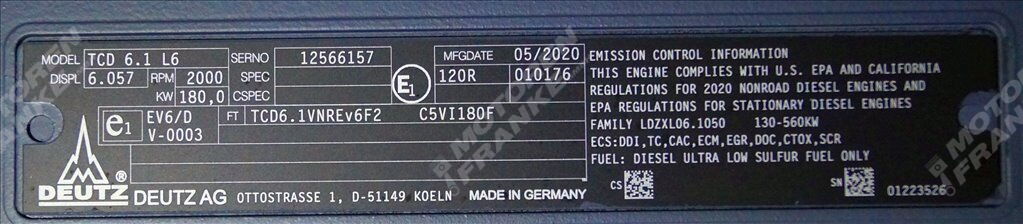 MODEL TCD 6.1 L6 SERNO 12566157 MFGDATE 05/2020
DISPL 6.057 RPM 2000 SPEC E1 120R 010176
KW 180,0 CSPEC
e1 EV6/D V-0003 FT TCD6.1VNREv6F2 C5VI180F
DEUTZ®
DEUTZ AG OTTOSTRASSE 1, D-51149 KOELN MADE IN GERMANY
EMISSION CONTROL INFORMATION
THIS ENGINE COMPLIES WITH U.S. EPA AND CALIFORNIA
REGULATIONS FOR 2020 NONROAD DIESEL ENGINES AND
EPA REGULATIONS FOR STATIONARY DIESEL ENGINES
FAMILY LDZXL06.1050 130-560KW
ECS:DDI,TC,CAC,ECM,EGR,DOC,CTOX,SCR
FUEL: DIESEL ULTRA LOW SULFUR FUEL ONLY
CS SN 01223526
MOTOREN FRANKEN